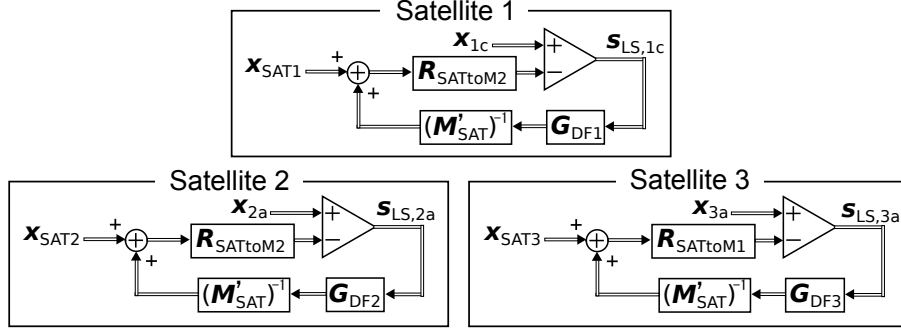 Satellite 1
x1c
sLS,1c
xSAT1
+
+
RSATtoM2
+
−
(M'SAT)-1
GDF1
Satellite 2
x2a
sLS,2a
xSAT2
+
+
RSATtoM2
+
−
(M'SAT)-1
GDF2
Satellite 3
x3a
sLS,3a
xSAT3
+
+
RSATtoM1
+
−
(M'SAT)-1
GDF3